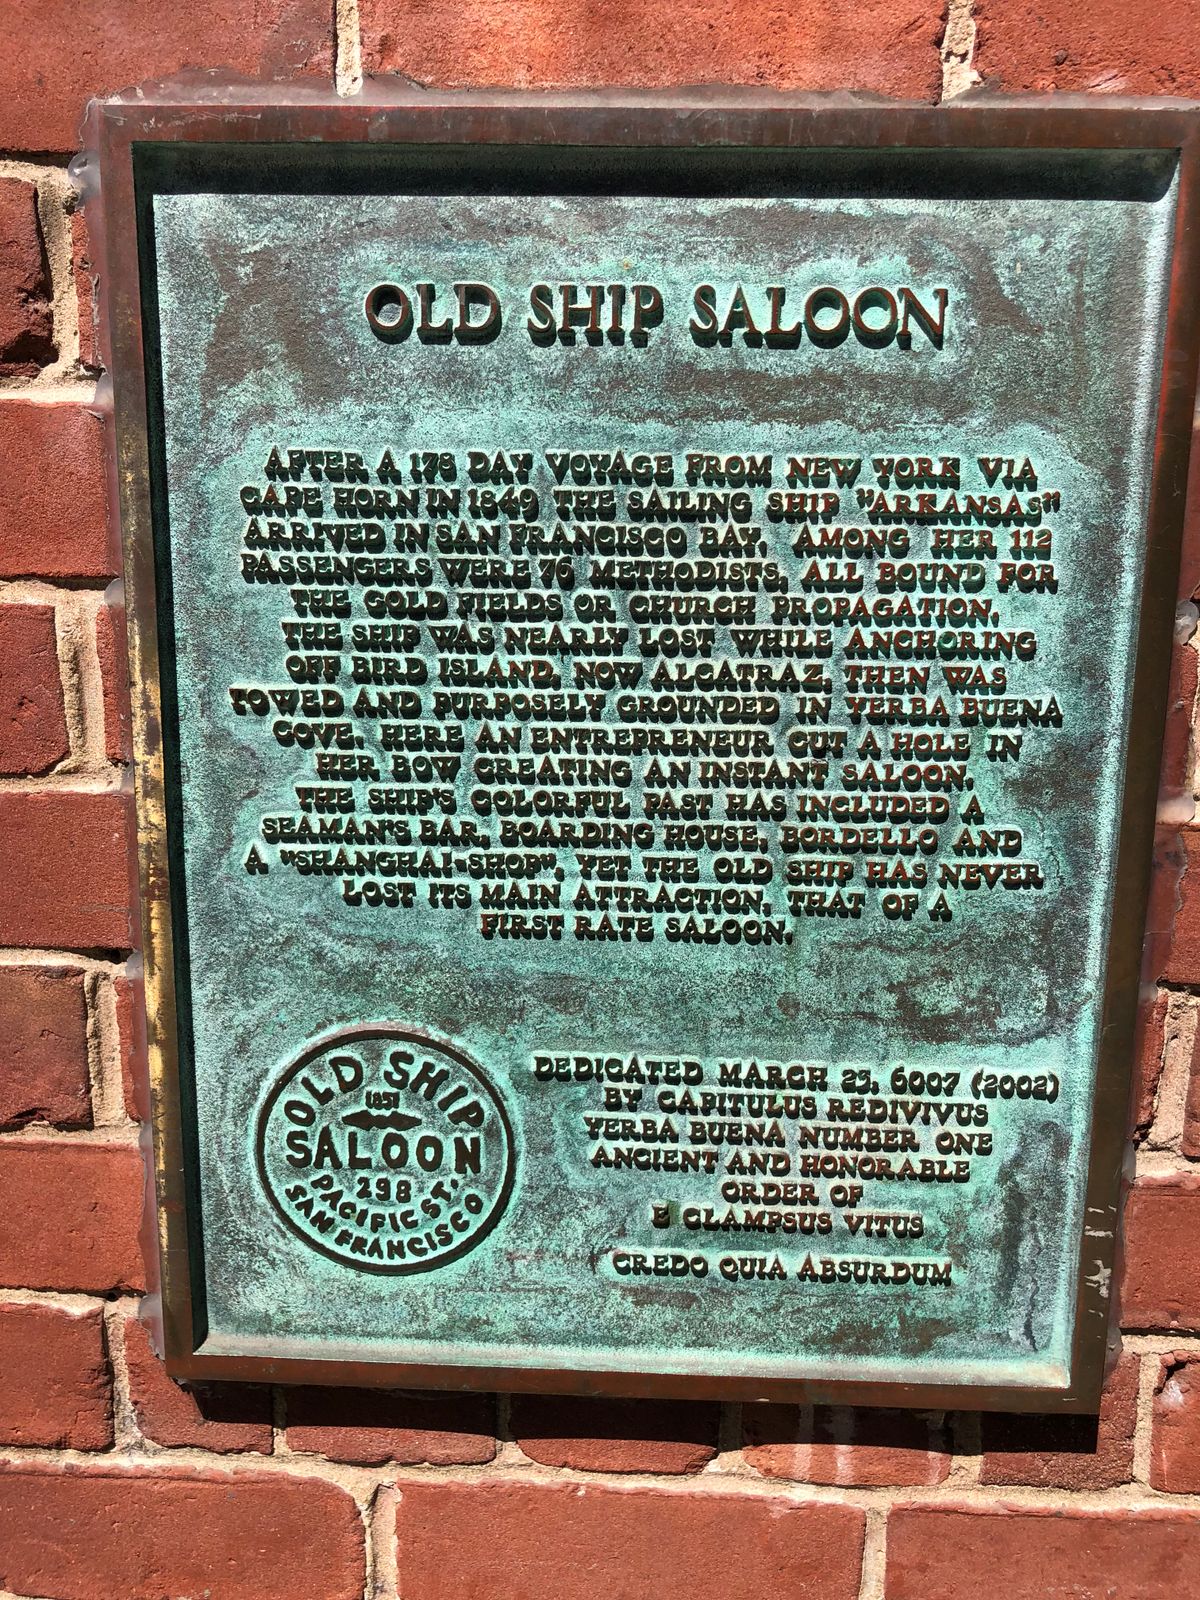 OLD SHIP SALOON
AFTER A 178 DAY VOYAGE FROM NEW YORK VIA
CAPE HORN IN 1849 THE SAILING SHIP "ARKANSAS"
ARRIVED IN SAN FRANCISCO BAY. AMONG HER 112
PASSENGERS WERE 76 METHODISTS, ALL BOUND FOR
THE GOLD FIELDS OR CHURCH PROPAGATION.
THE SHIP WAS NEARLY LOST WHILE ANCHORING
OFF BIRD ISLAND, NOW ALCATRAZ, THEN WAS
TOWED AND PURPOSELY GROUNDED IN YERBA BUENA
COVE. HERE AN ENTREPRENEUR CUT A HOLE IN
HER BOW CREATING AN INSTANT SALOON.
THE SHIP'S COLORFUL PAST HAS INCLUDED A
SEAMAN'S BAR, BOARDING HOUSE, BORDELLO AND
A "SHANGHAI-SHOP", YET THE OLD SHIP HAS NEVER
LOST ITS MAIN ATTRACTION, THAT OF A
FIRST RATE SALOON.
OLD SHIP
1851
SALOON
298
PACIFIC ST.
SAN FRANCISCO
DEDICATED MARCH 23, 6007 (2002)
BY CAPITULUS REDIVIVUS
YERBA BUENA NUMBER ONE
ANCIENT AND HONORABLE
ORDER OF
E CLAMPSUS VITUS
CREDO QUIA ABSURDUM